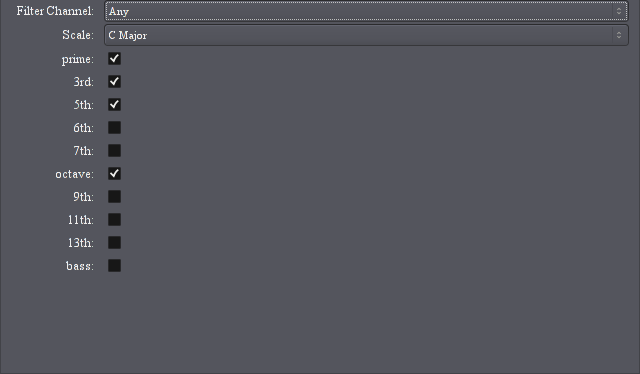 Filter Channel: Any
Scale: C Major
prime:
3rd:
5th:
6th:
7th:
octave:
9th:
11th:
13th:
bass: